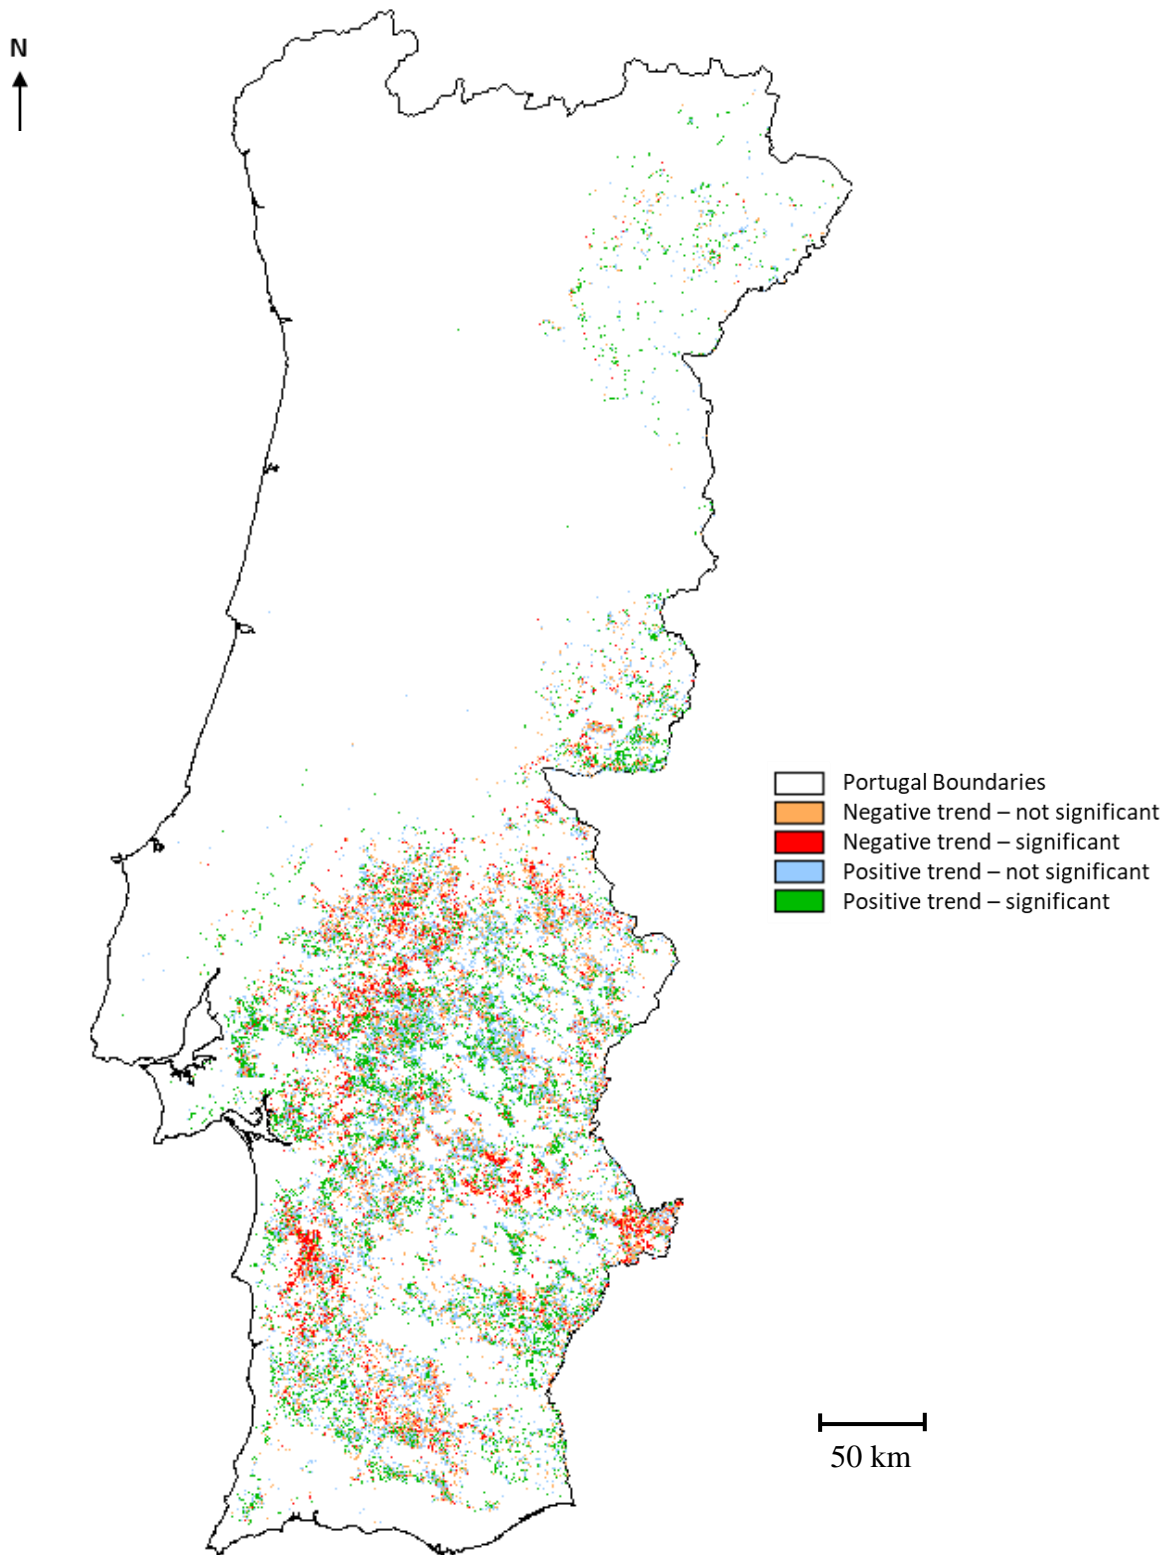 N
Portugal Boundaries
Negative trend – not significant
Negative trend – significant
Positive trend – not significant
Positive trend – significant
50 km